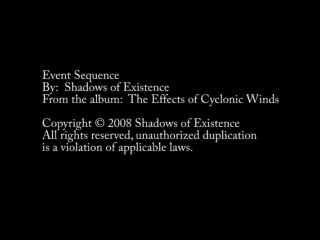 Event Sequence
By:  Shadows of Existence
From the album:  The Effects of Cyclonic Winds
Copyright © 2008 Shadows of Existence
All rights reserved, unauthorized duplication
is a violation of applicable laws.